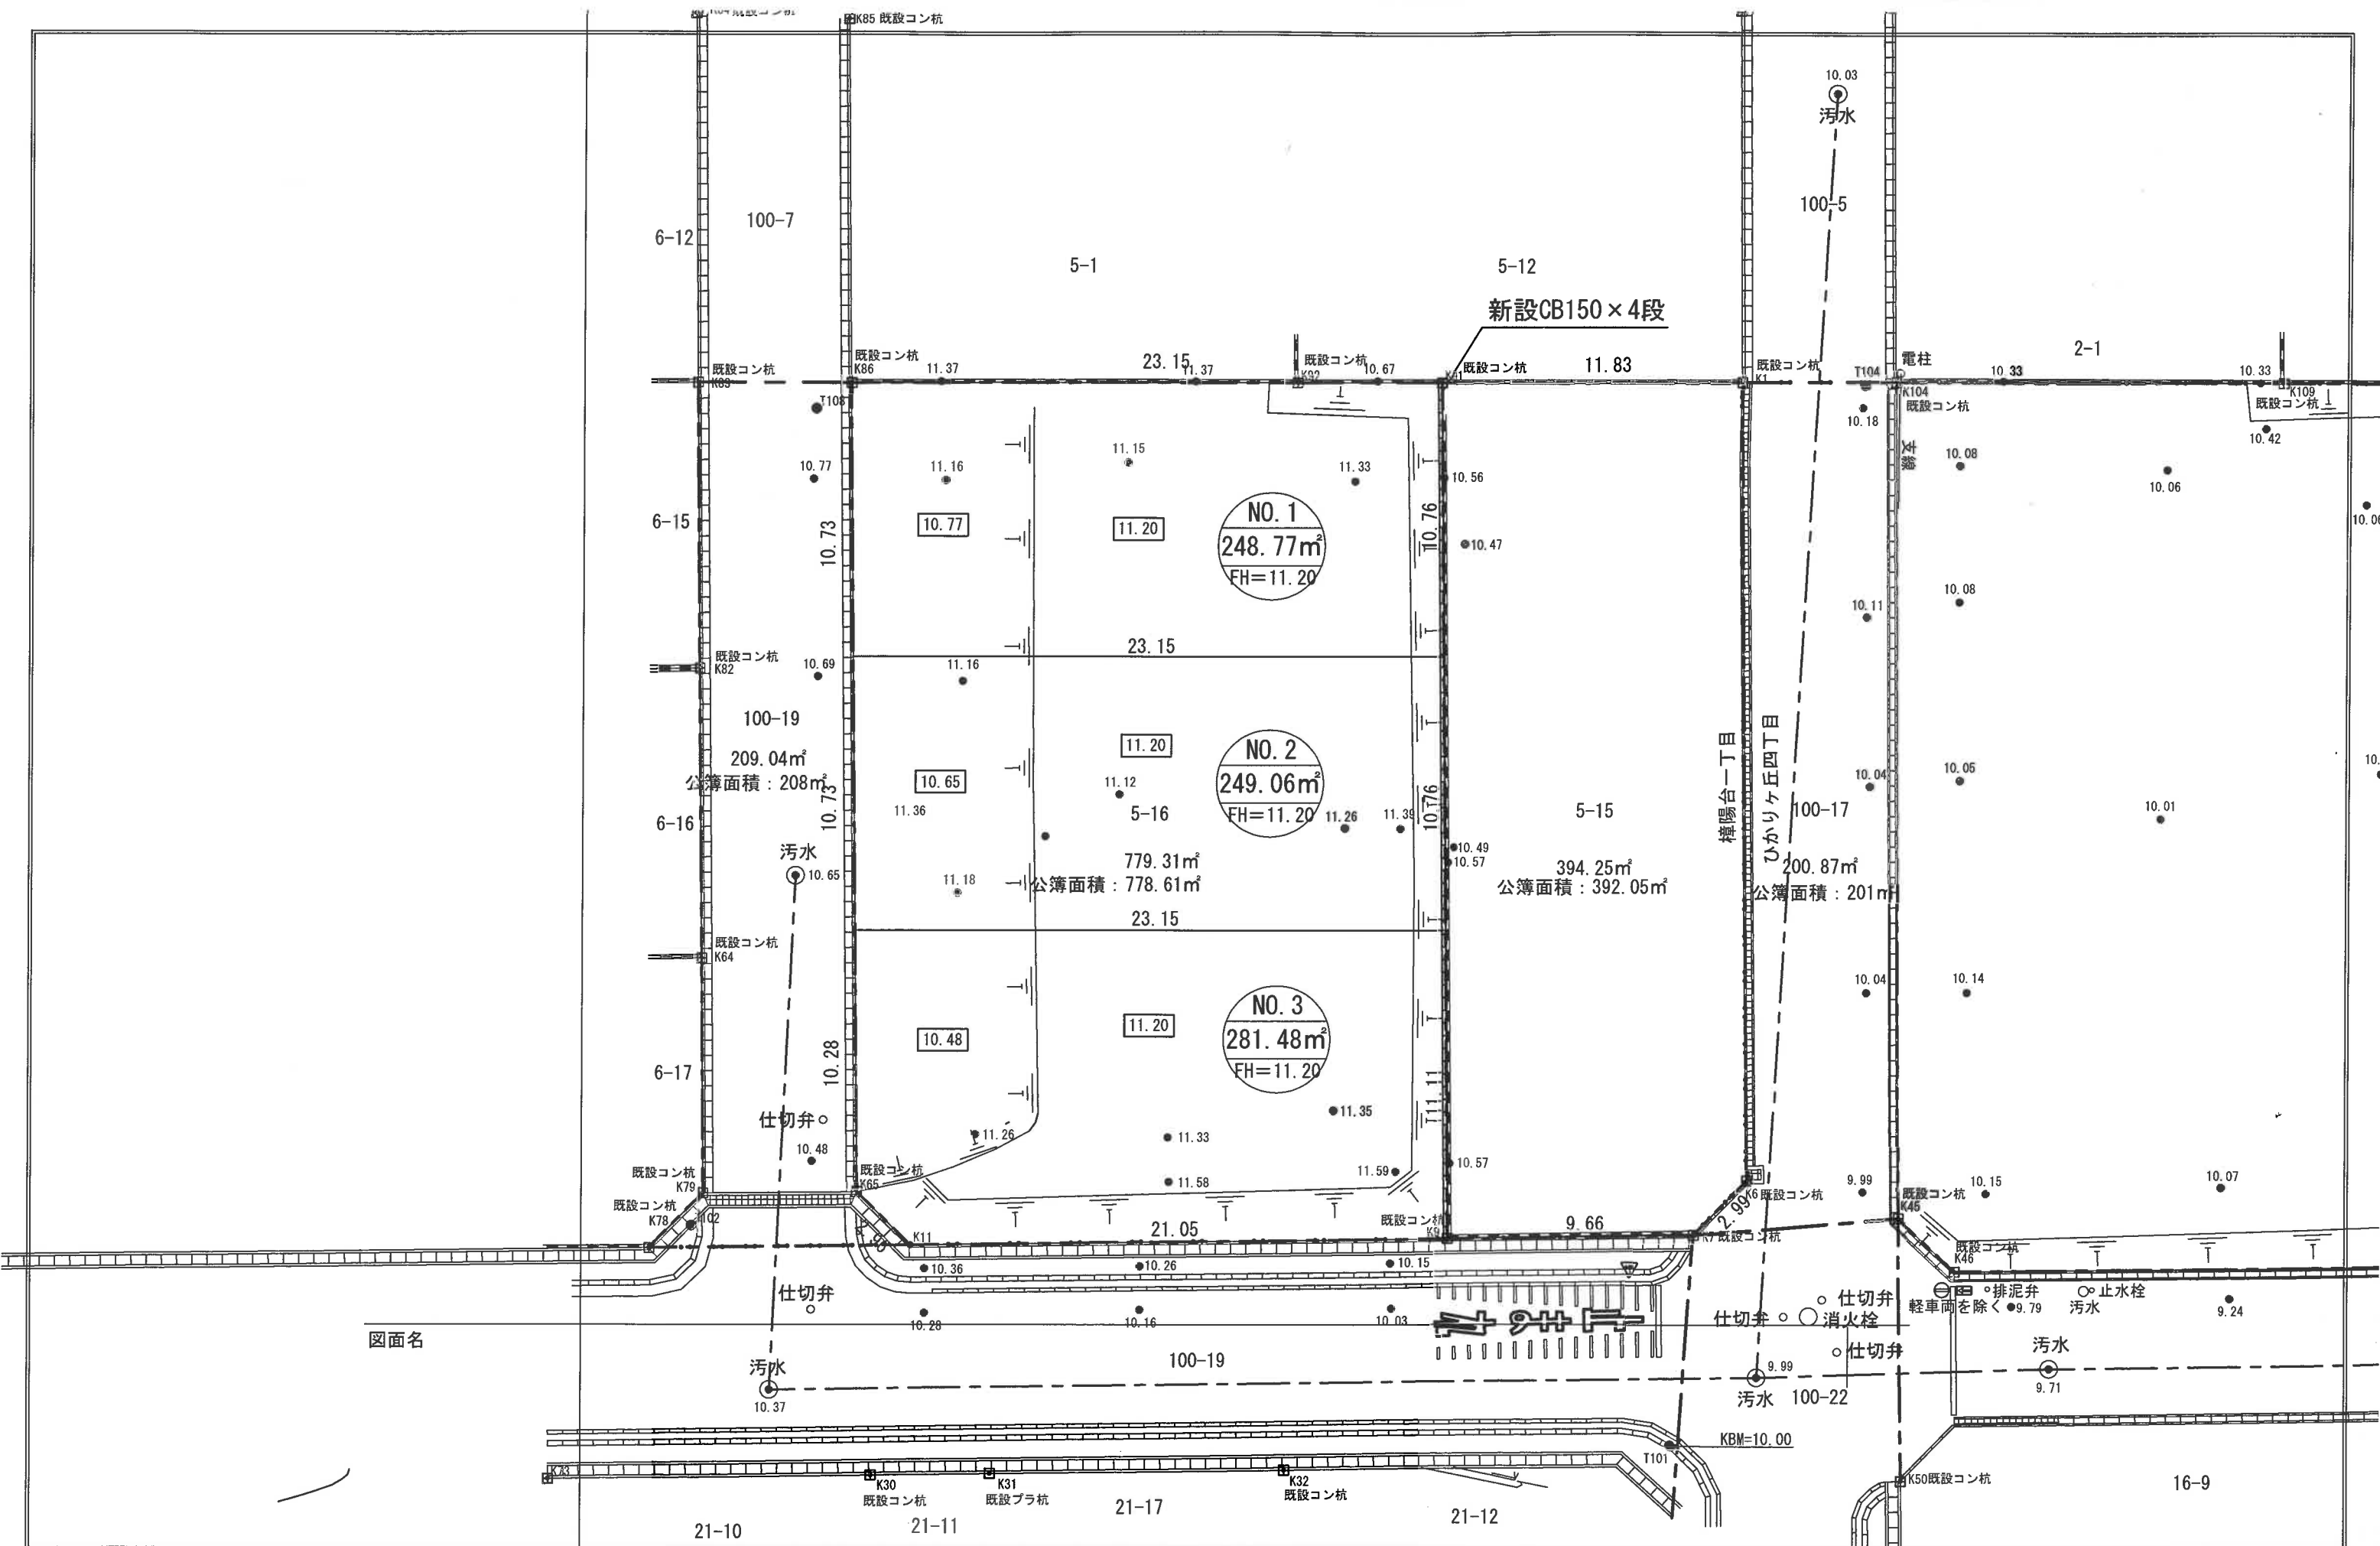 K85 既設コン杭
10.03
汚水
100-7
100-5
6-12
5-1
5-12
新設CB150×4段
2-1
既設コン杭
K86
11.37
23.15
11.37
既設コン杭
K92
10.67
既設コン杭
11.83
既設コン杭
K1
T104
電柱
10.33
10.33
既設コン杭
K109
K104
既設コン杭
既設コン杭
T108
10.18
支線
10.42
10.77
11.16
11.15
11.33
10.56
10.08
10.06
6-15
10.73
10.77
11.20
NO.1
248.77㎡
FH=11.20
10.76
10.47
10.11
10.08
23.15
既設コン杭
K82
10.69
11.16
100-19
209.04㎡
公簿面積：208㎡
10.73
10.65
11.36
11.20
11.12
5-16
NO.2
249.06㎡
FH=11.20
11.26
11.39
10.76
樟陽台一丁目
ひかりヶ丘四丁目
10.04
10.05
10.01
6-16
779.31㎡
公簿面積：778.61㎡
10.49
10.57
5-15
394.25㎡
公簿面積：392.05㎡
100-17
200.87㎡
公簿面積：201㎡
汚水
10.65
11.18
23.15
既設コン杭
K64
10.04
10.14
6-17
10.28
10.48
11.20
NO.3
281.48㎡
FH=11.20
11.11
仕切弁
10.48
11.26
11.33
11.35
11.58
11.59
10.57
既設コン杭
K79
既設コン杭
K65
既設コン杭
K78
K11
21.05
既設コン杭
9.66
2.99
K6既設コン杭
K7既設コン杭
9.99
既設コン杭
K45
10.15
10.07
既設コン杭
K46
10.36
10.26
10.15
仕切弁
10.28
10.16
10.03
仕切弁
仕切弁
消火栓
仕切弁
排泥弁
軽車両を除く
9.79
止水栓
汚水
9.24
図面名
100-19
汚水
10.37
9.99
汚水
100-22
汚水
9.71
KBM=10.00
T101
K30
既設コン杭
K31
既設プラ杭
K32
既設コン杭
K50既設コン杭
21-10
21-11
21-17
21-12
16-9